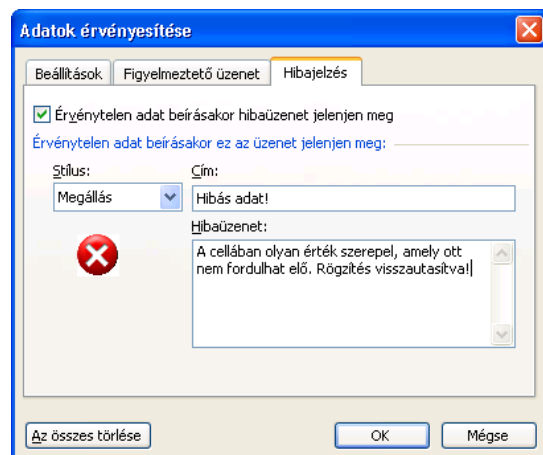 Adatok érvényesítése
Beállítások Figyelmeztető üzenet Hibajelzés
Érvénytelen adat beírásakor hibaüzenet jelenjen meg
Érvénytelen adat beírásakor ez az üzenet jelenjen meg:
Stílus: Cím:
Megállás Hibás adat!
Hibaüzenet:
A cellában olyan érték szerepel, amely ott
nem fordulhat elő. Rögzítés visszautasítva!
Az összes törlése OK Mégse